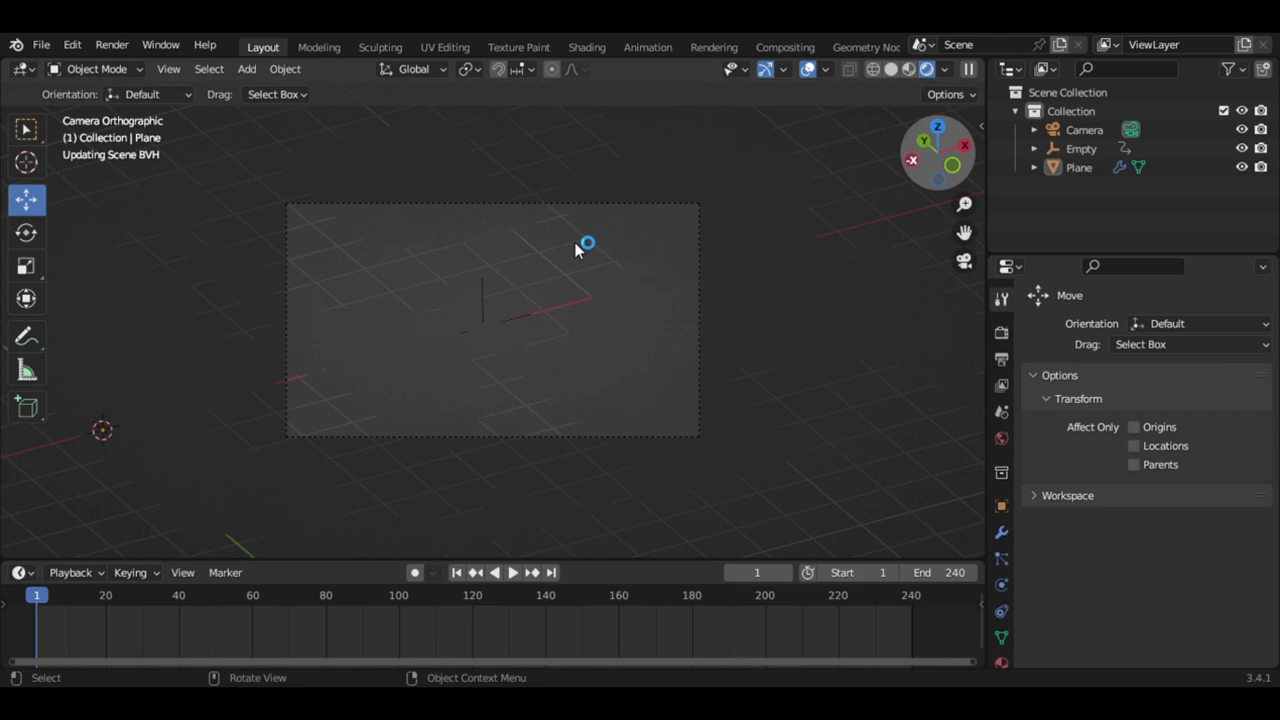 File Edit Render Window Help Layout Modeling Sculpting UV Editing Texture Paint Shading Animation Rendering Compositing Geometry Noc Scene ViewLayer
Object Mode View Select Add Object Global
Orientation: Default Drag: Select Box Options
Camera Orthographic
(1) Collection | Plane
Updating Scene BVH
Z
Y
X
-X
Scene Collection
Collection
Camera
Empty
Plane
Move
Orientation Default
Drag: Select Box
Options
Transform
Affect Only Origins
Locations
Parents
Workspace
Playback Keying View Marker 1 Start 1 End 240
1 20 40 60 80 100 120 140 160 180 200 220 240
Select Rotate View Object Context Menu 3.4.1